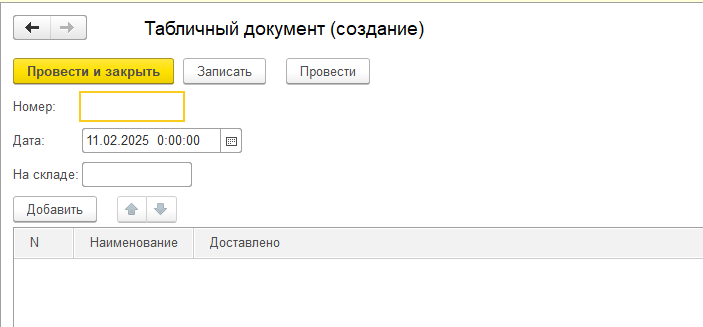 Табличный документ (создание)
Провести и закрыть Записать Провести
Номер:
Дата: 11.02.2025 0:00:00
На складе:
Добавить
N Наименование Доставлено